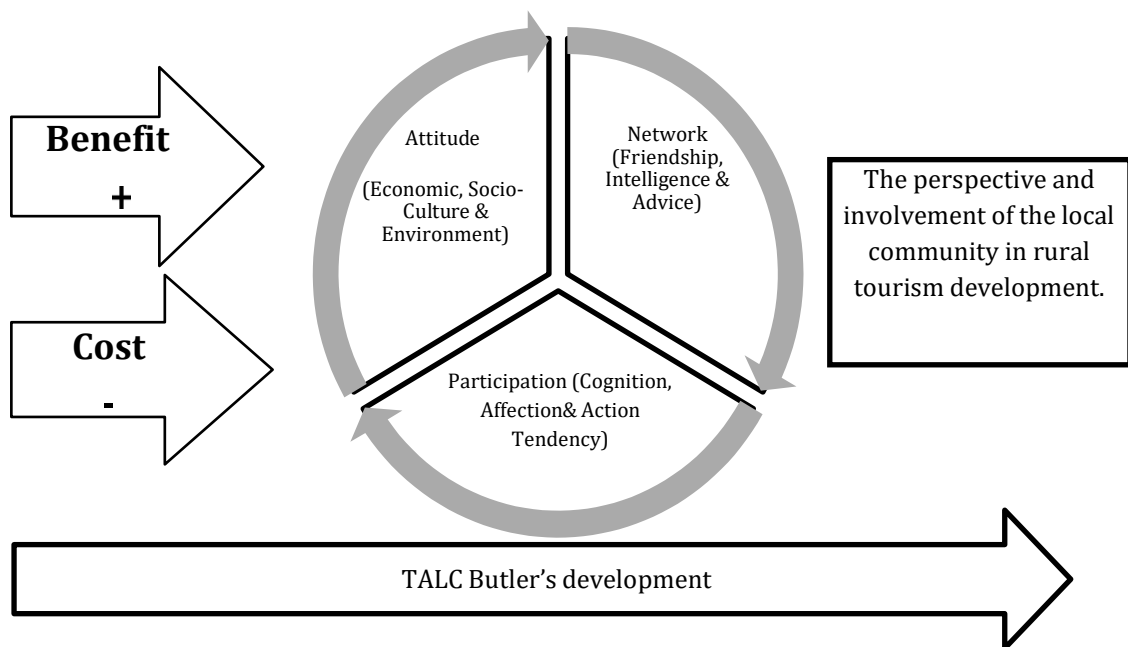 Benefit
+
Cost
-
Attitude
(Economic, Socio-
Culture &
Environment)
Network
(Friendship,
Intelligence &
Advice)
Participation (Cognition,
Affection& Action
Tendency)
The perspective and
involvement of the local
community in rural
tourism development.
TALC Butler’s development